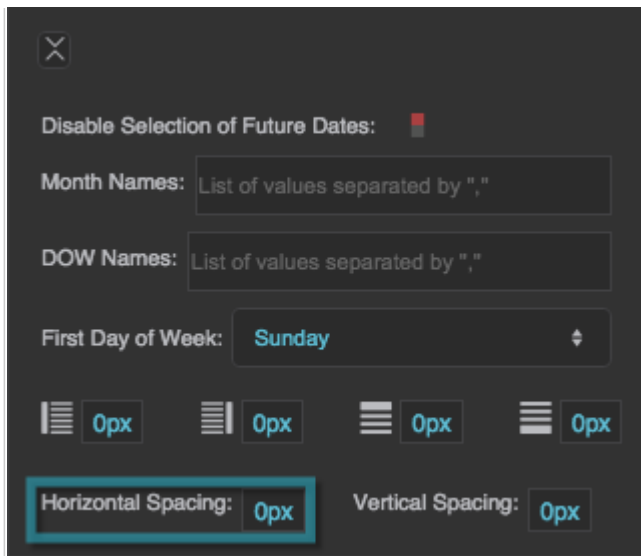 Disable Selection of Future Dates:
Month Names: List of values separated by ","
DOW Names: List of values separated by ","
First Day of Week: Sunday
0px 0px 0px 0px
Horizontal Spacing: 0px Vertical Spacing: 0px